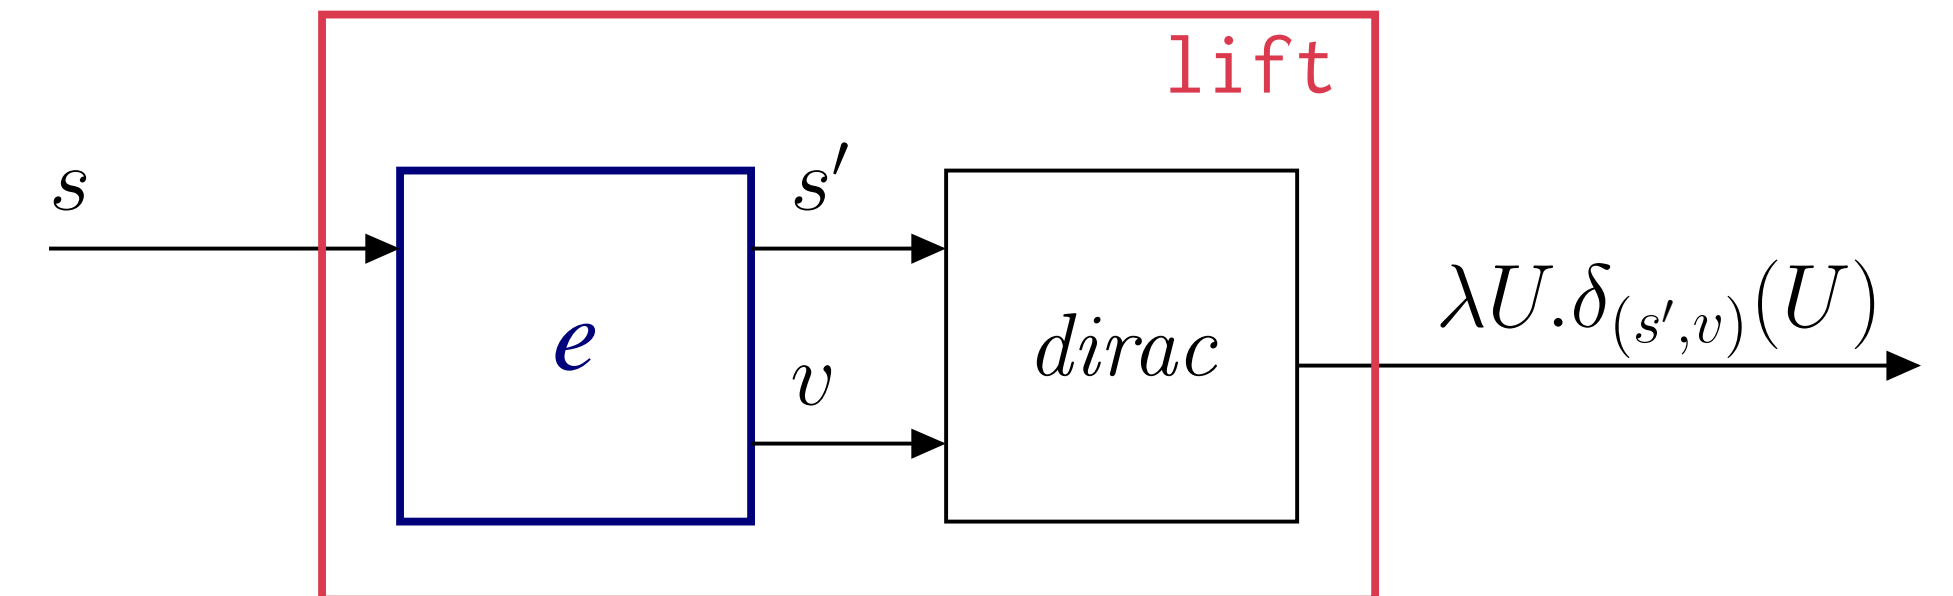 lift
s
s′
e
v
dirac
λU.δ(s′,v)(U)